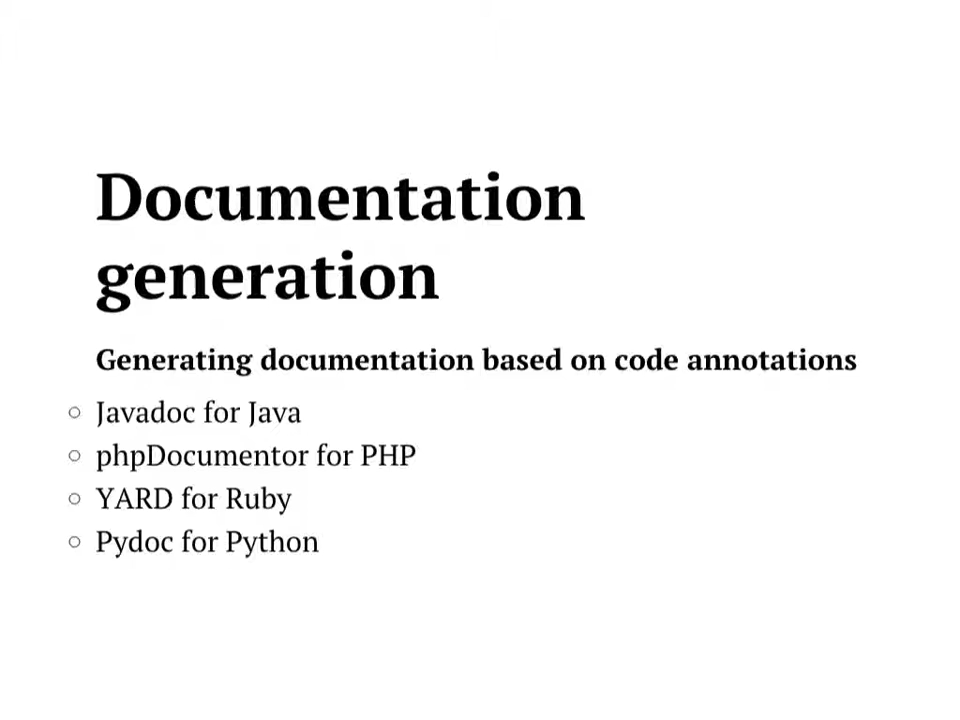 Documentation
generation
Generating documentation based on code annotations
Javadoc for Java
phpDocumentor for PHP
YARD for Ruby
Pydoc for Python